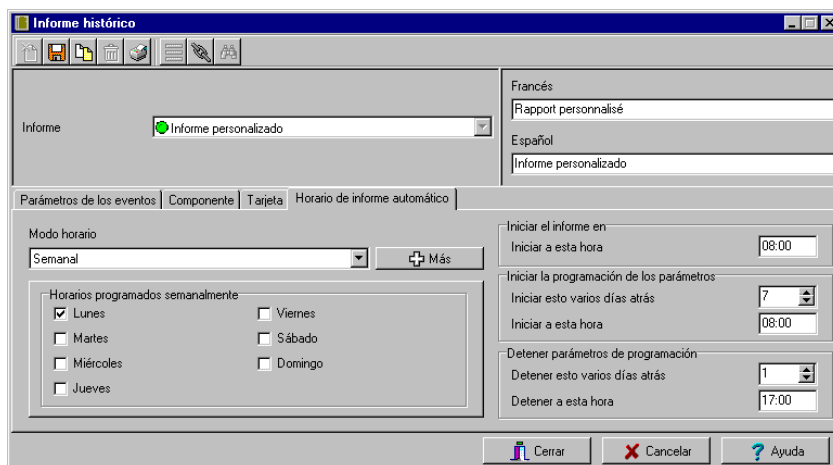 Informe histórico
Informe
Informe personalizado
Francés
Rapport personnalisé
Español
Informe personalizado
Parámetros de los eventos
Componente
Tarjeta
Horario de informe automático
Modo horario
Semanal
Más
Horarios programados semanalmente
Lunes
Martes
Miércoles
Jueves
Viernes
Sábado
Domingo
Iniciar el informe en
Iniciar a esta hora
08:00
Iniciar la programación de los parámetros
Iniciar esto varios días atrás
7
Iniciar a esta hora
08:00
Detener parámetros de programación
Detener esto varios días atrás
1
Detener a esta hora
17:00
Cerrar
Cancelar
Ayuda